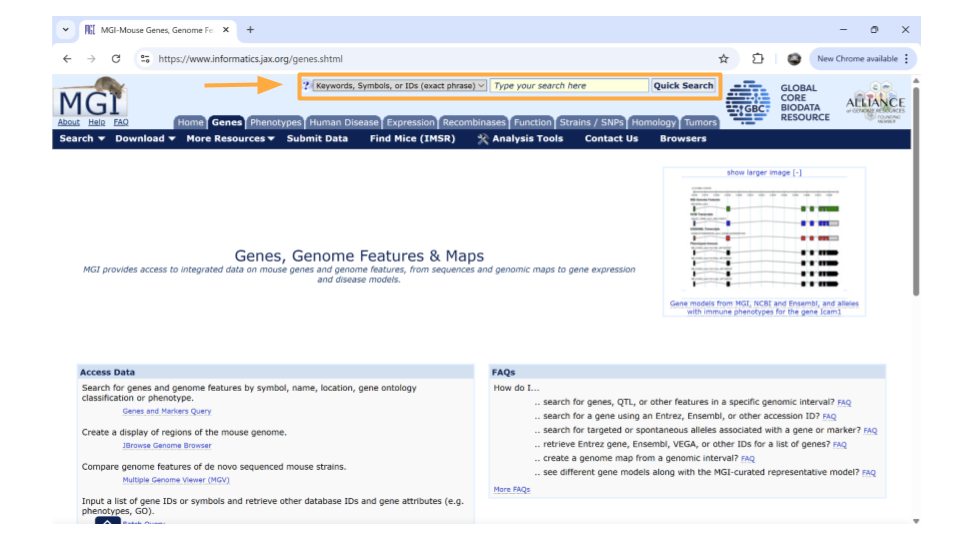 MGI-Mouse Genes, Genome Fe
https://www.informatics.jax.org/genes.shtml
New Chrome available
? Keywords, Symbols, or IDs (exact phrase) Type your search here Quick Search
MGI
About Help FAQ
GBC
GLOBAL
CORE
BIODATA
RESOURCE
ALLIANCE
of GENOME RESOURCES
FOUNDING
MEMBER
Home Genes Phenotypes Human Disease Expression Recombinases Function Strains / SNPs Homology Tumors
Search ▼ Download ▼ More Resources ▼ Submit Data Find Mice (IMSR) Analysis Tools Contact Us Browsers
show larger image [-]
Genes, Genome Features & Maps
MGI provides access to integrated data on mouse genes and genome features, from sequences and genomic maps to gene expression
and disease models.
Gene models from MGI, NCBI and Ensembl, and alleles
with immune phenotypes for the gene Icam1
Access Data
Search for genes and genome features by symbol, name, location, gene ontology
classification or phenotype.
Genes and Markers Query
Create a display of regions of the mouse genome.
JBrowse Genome Browser
Compare genome features of de novo sequenced mouse strains.
Multiple Genome Viewer (MGV)
Input a list of gene IDs or symbols and retrieve other database IDs and gene attributes (e.g.
phenotypes, GO).
Batch Query
FAQs
How do I...
.. search for genes, QTL, or other features in a specific genomic interval? FAQ
.. search for a gene using an Entrez, Ensembl, or other accession ID? FAQ
.. search for targeted or spontaneous alleles associated with a gene or marker? FAQ
.. retrieve Entrez gene, Ensembl, VEGA, or other IDs for a list of genes? FAQ
.. create a genome map from a genomic interval? FAQ
.. see different gene models along with the MGI-curated representative model? FAQ
More FAQs